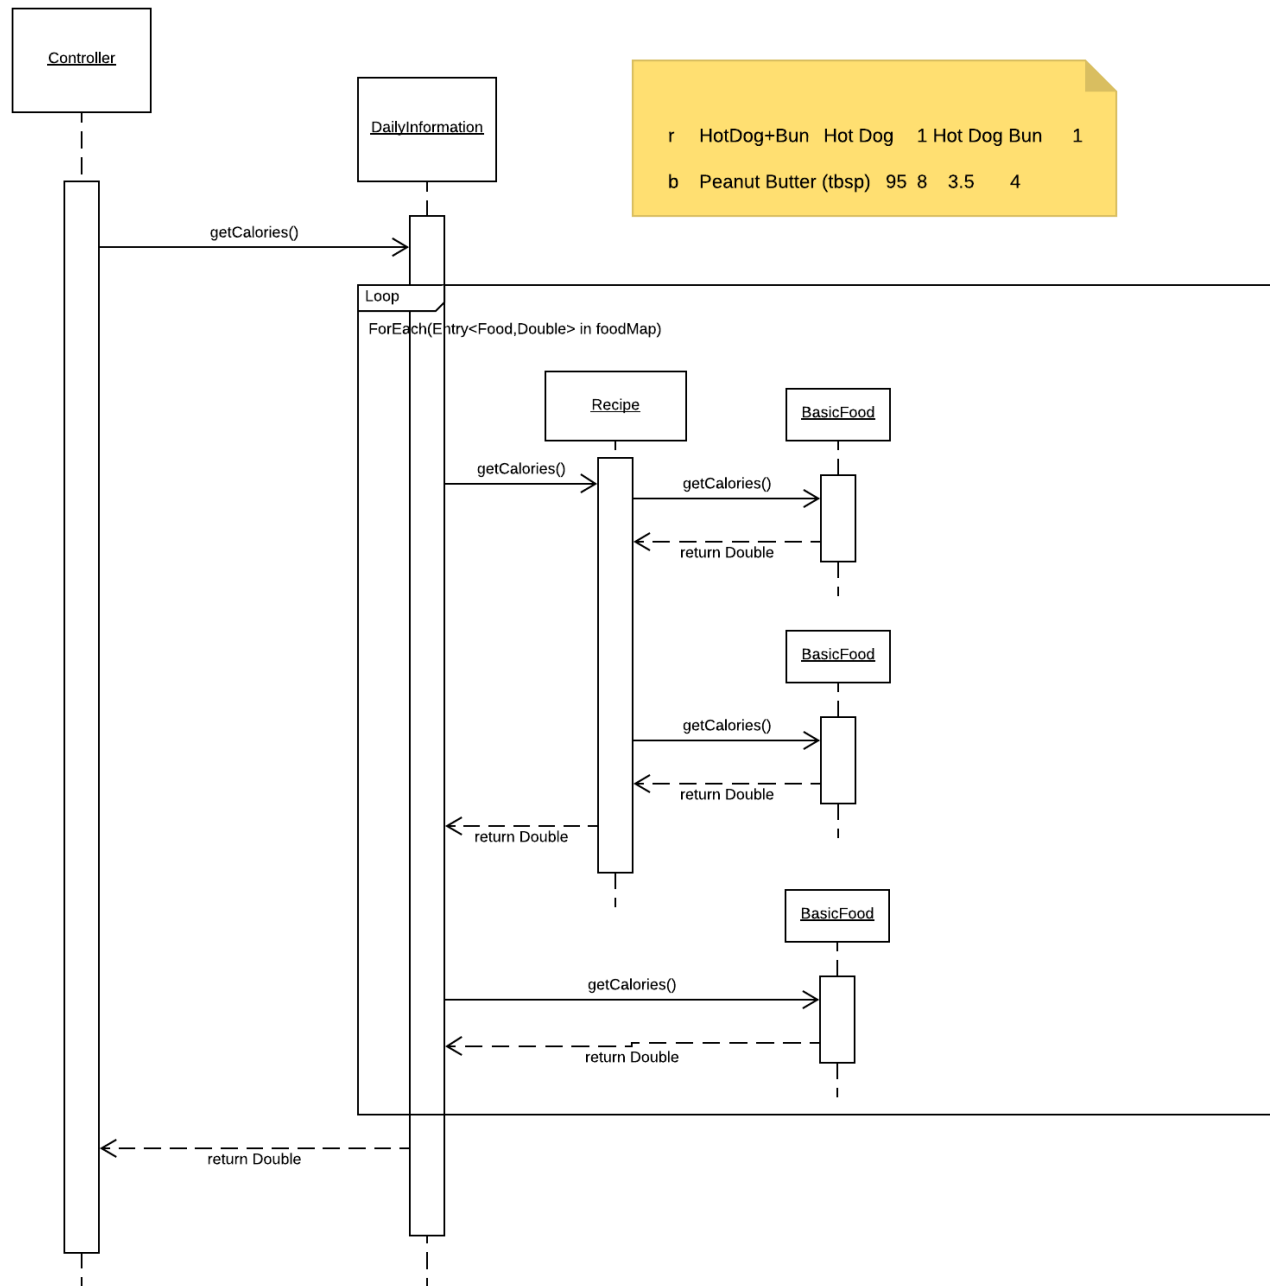 Controller
DailyInformation
r HotDog+Bun Hot Dog 1 Hot Dog Bun 1
b Peanut Butter (tbsp) 95 8 3.5 4
getCalories()
Loop
ForEach(Entry<Food,Double> in foodMap)
Recipe
BasicFood
getCalories()
getCalories()
return Double
BasicFood
getCalories()
return Double
return Double
BasicFood
getCalories()
return Double
return Double